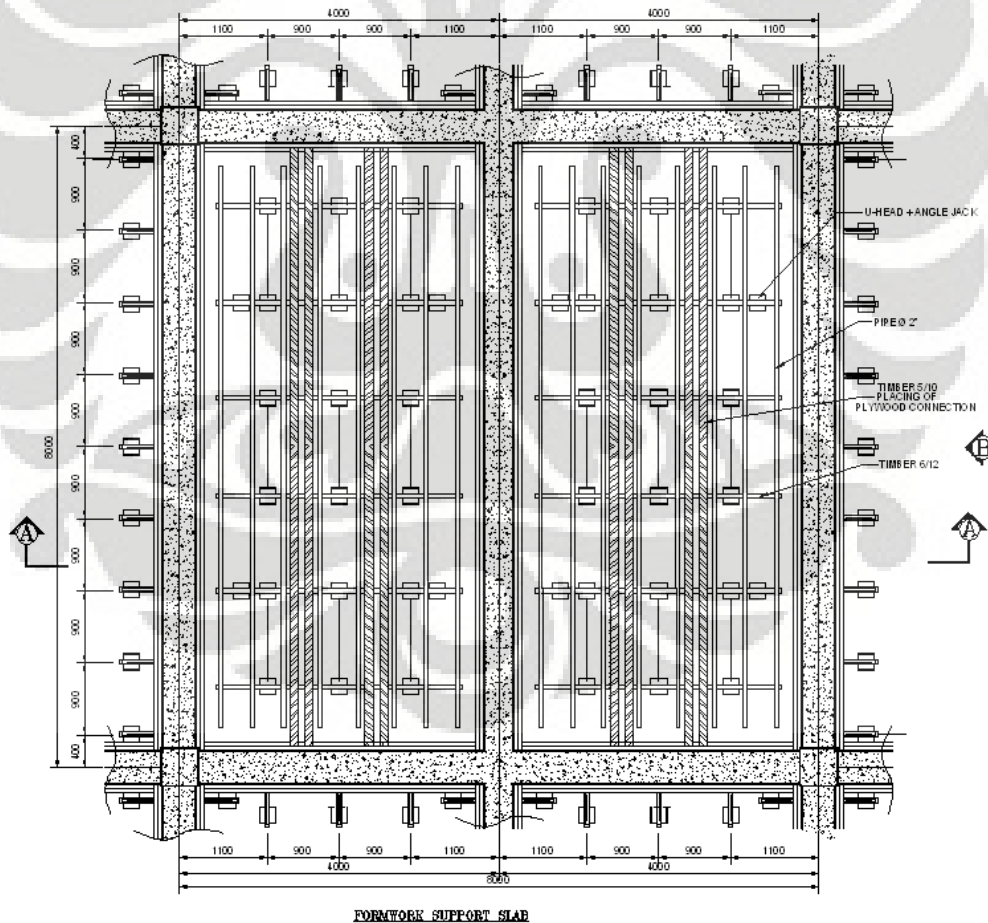 4000 4000
1100 900 900 1100 1100 900 900 1100
400
900
900
900
900
8000
900
900
900
900
400
U-HEAD + ANGLE JACK
PIPE Ø 2"
TIMBER 5/10
PLACING OF
PLYWOOD CONNECTION
B
TIMBER 6/12
A A
1100 900 900 1100 1100 900 900 1100
4000 4000
8000
FORMWORK SUPPORT SLAB